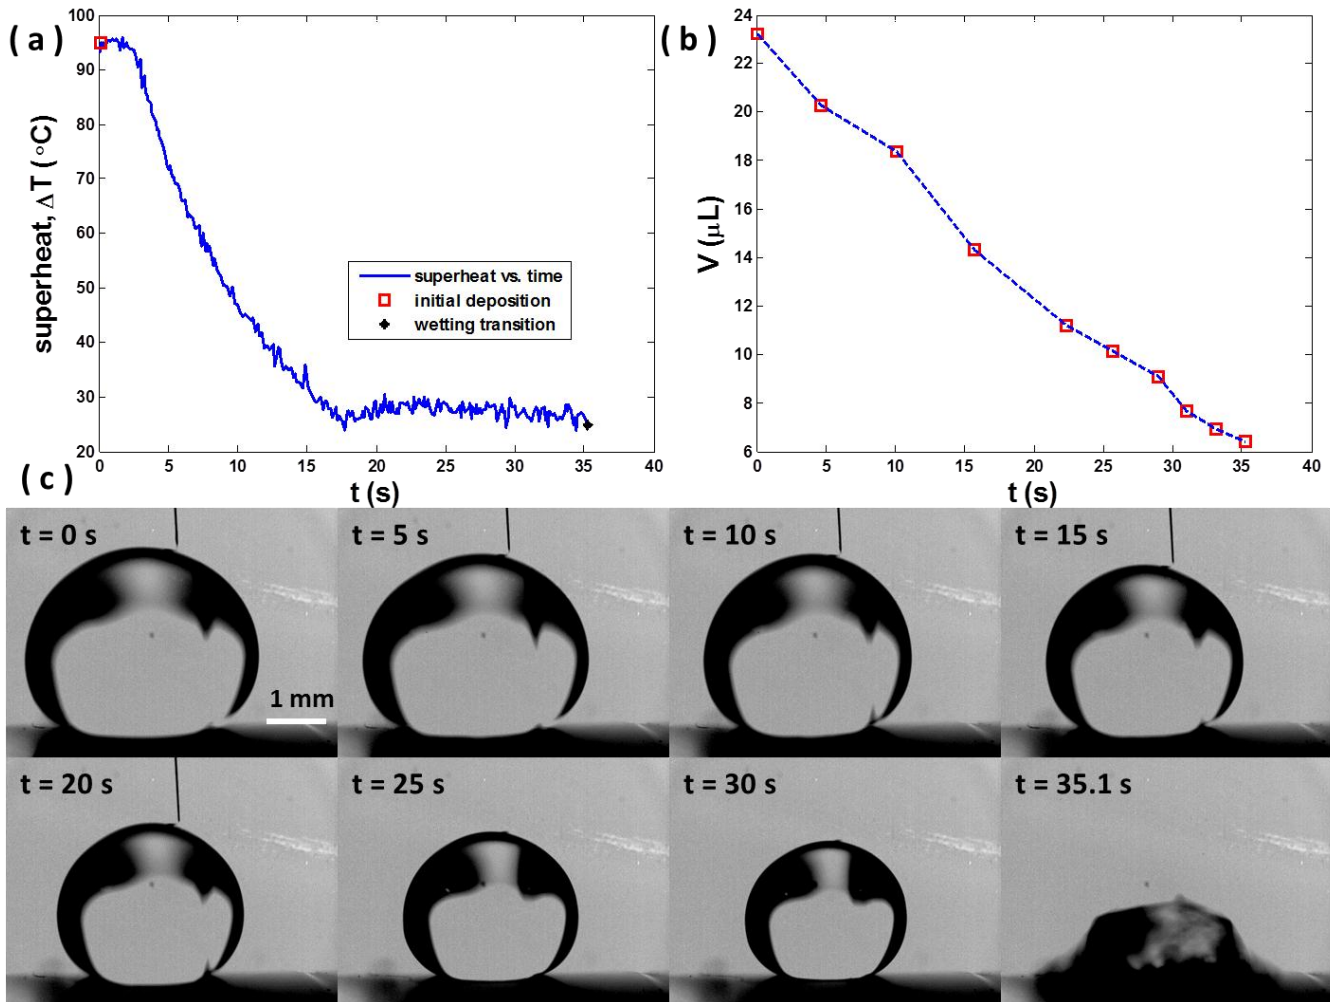 ( a )
superheat, ΔT (°C)
100
90
80
70
60
50
40
30
20
superheat vs. time
initial deposition
wetting transition
0 5 10 15 20 25 30 35 40
t (s)
( b )
V (μL)
24
22
20
18
16
14
12
10
8
6
0 5 10 15 20 25 30 35 40
t (s)
( c )
t = 0 s
t = 5 s
t = 10 s
t = 15 s
1 mm
t = 20 s
t = 25 s
t = 30 s
t = 35.1 s